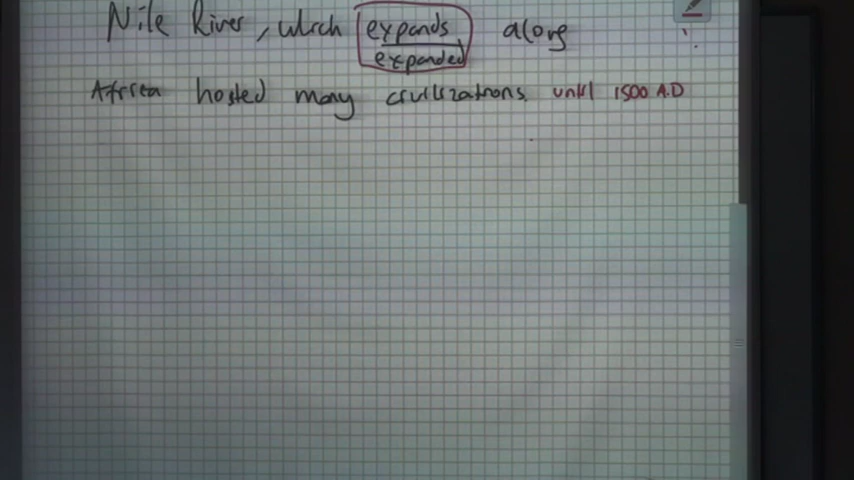 Nile River, which expands along
expanded
Africa hosted many civilizations until 1500 A.D